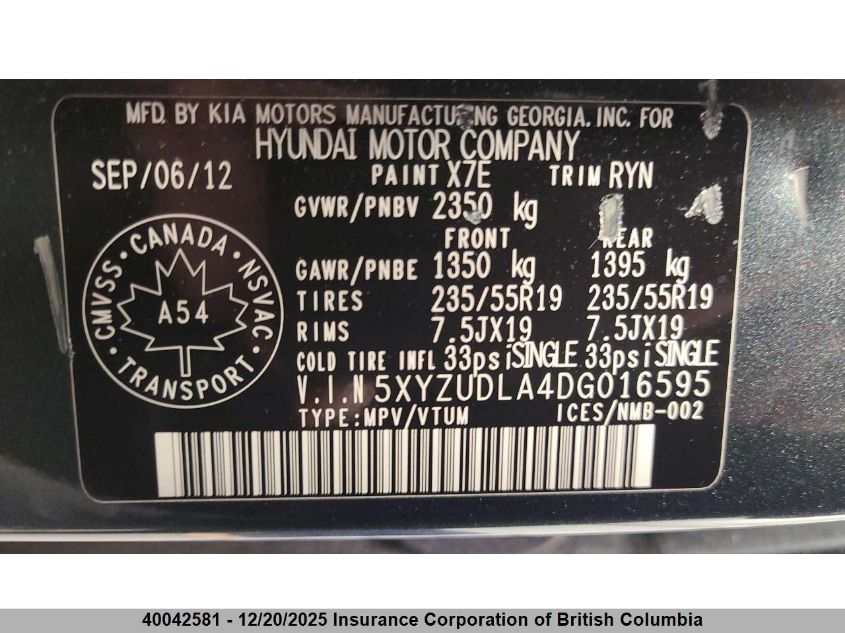 MFD. BY KIA MOTORS MANUFACTURING GEORGIA. INC. FOR
HYUNDAI MOTOR COMPANY
SEP/06/12 PAINT X7E TRIM RYN
GVWR/PNBV 2350 kg
FRONT REAR
GAWR/PNBE 1350 kg 1395 kg
TIRES 235/55R19 235/55R19
RIMS 7.5JX19 7.5JX19
COLD TIRE INFL 33psi SINGLE 33psi SINGLE
V.I.N 5XYZUDLA4DG016595
TYPE:MPV/VTUM ICES/NMB-002
CMVSS · CANADA · NSVAC
A54
TRANSPORT
40042581 - 12/20/2025 Insurance Corporation of British Columbia